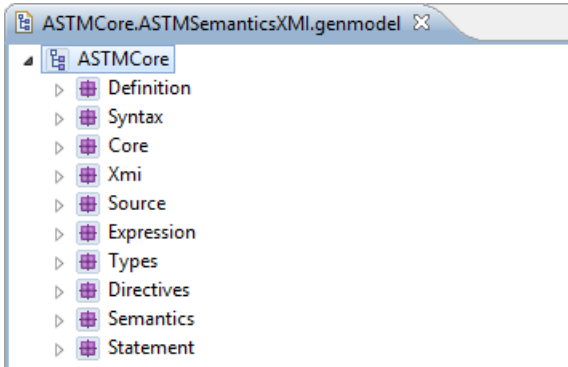 ASTMCore.ASTMSemanticsXMI.genmodel
ASTMCore
Definition
Syntax
Core
Xmi
Source
Expression
Types
Directives
Semantics
Statement